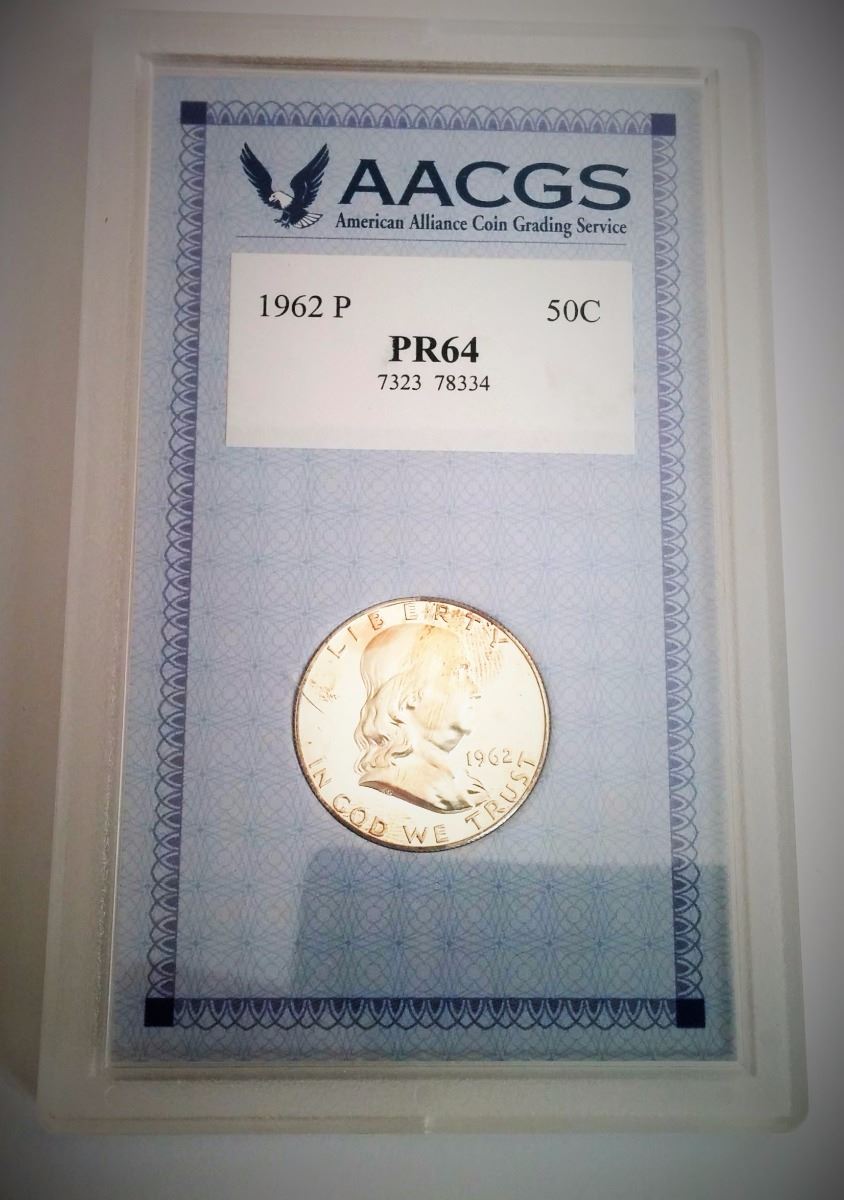 AACGS
American Alliance Coin Grading Service
1962 P 50C
PR64
7323 78334
LIBERTY
1962
IN GOD WE TRUST